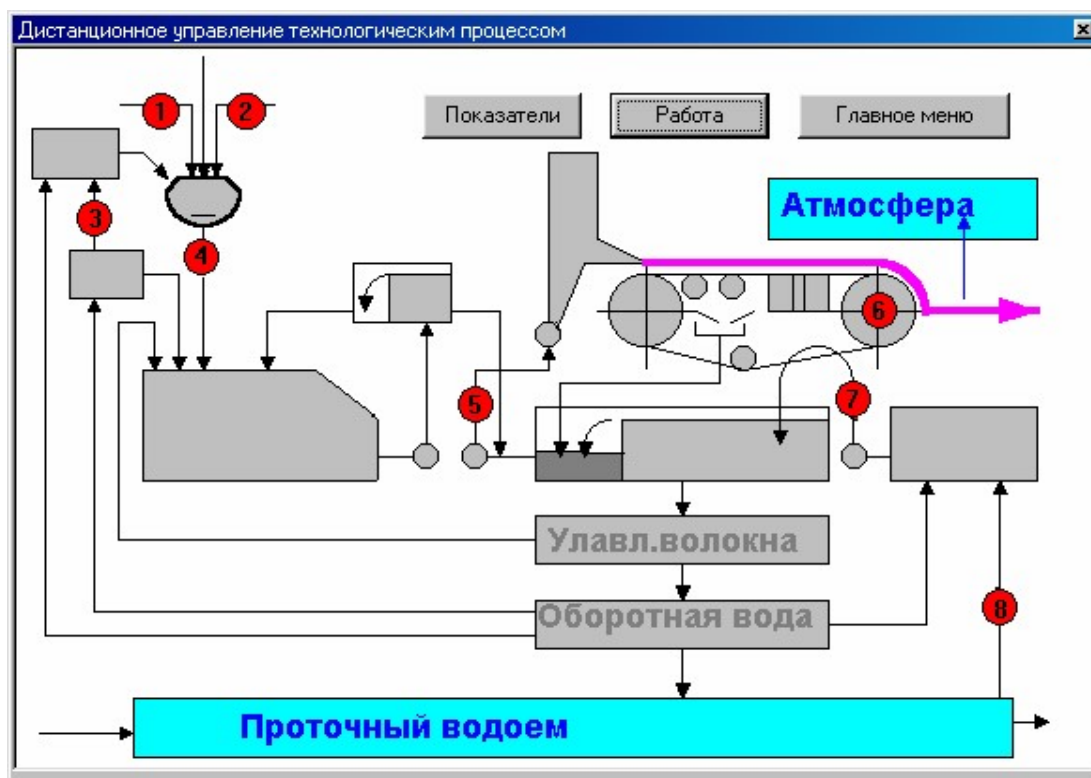 Дистанционное управление технологическим процессом
1
2
Показатели
Работа
Главное меню
3
Атмосфера
4
6
5
7
Улавл.волокна
Оборотная вода
8
Проточный водоем